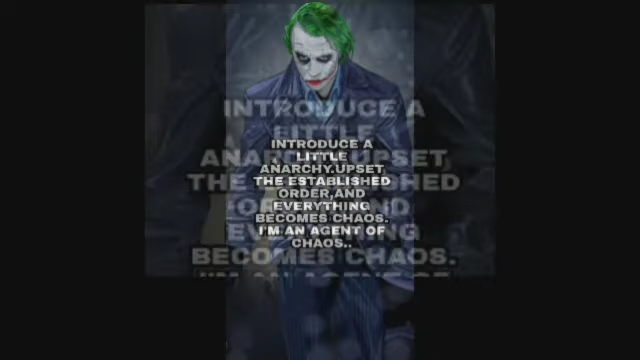 INTRODUCE A
LITTLE
ANARCHY.UPSET
THE ESTABLISHED
ORDER,AND
EVERYTHING
BECOMES CHAOS.
I'M AN AGENT OF
CHAOS..